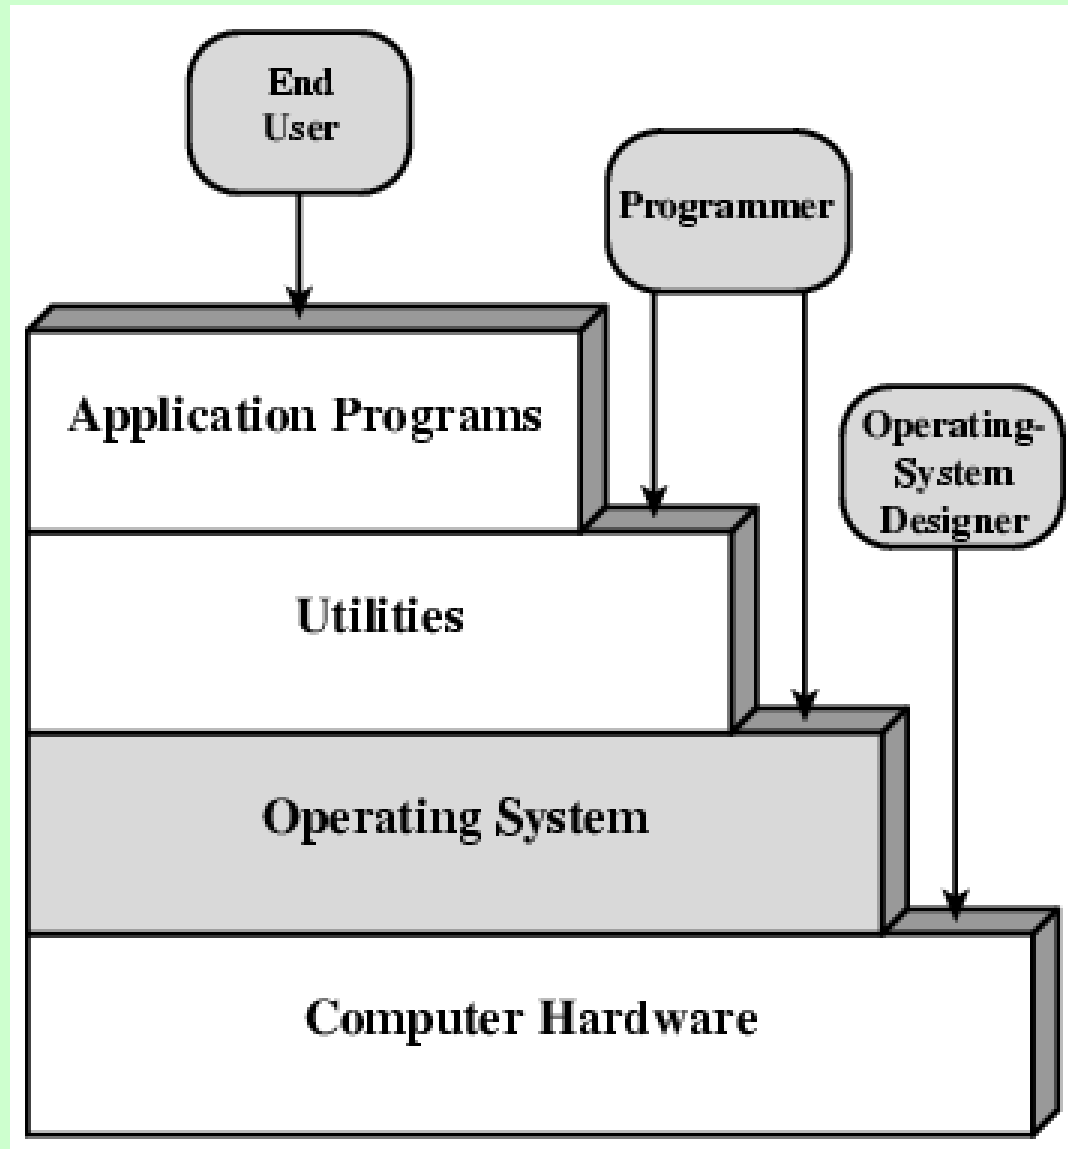 End
User
Programmer
Application Programs
Operating-
System
Designer
Utilities
Operating System
Computer Hardware